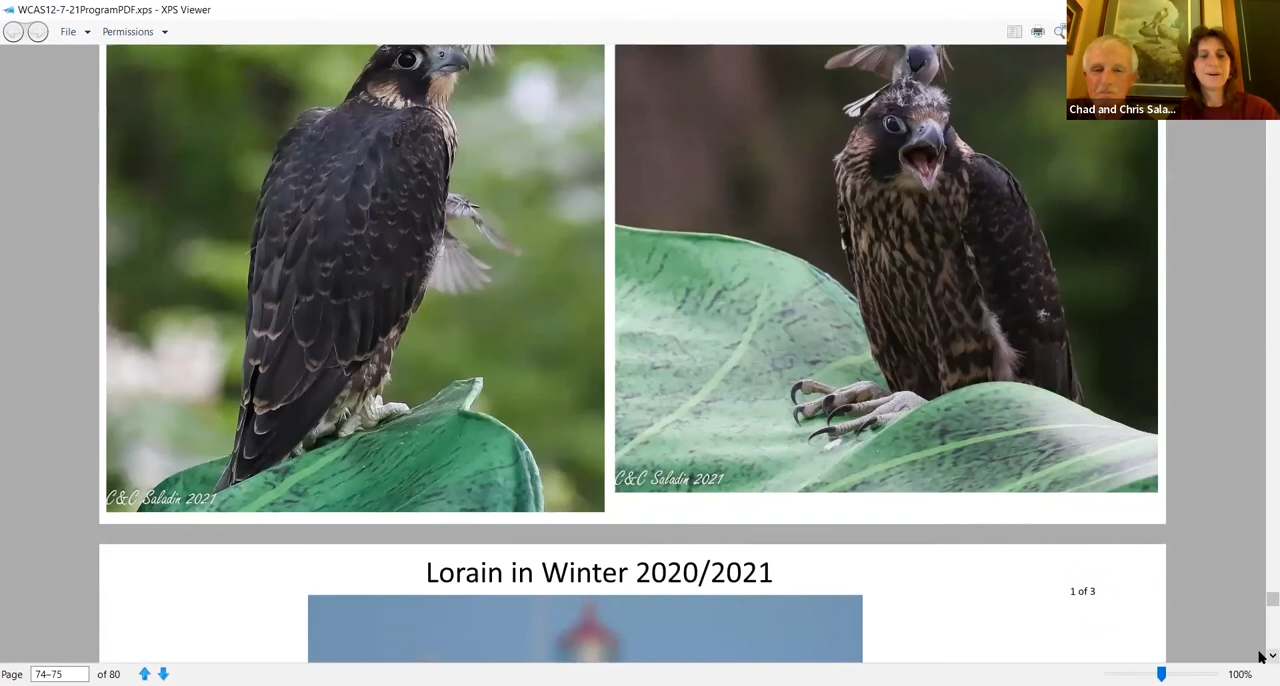 WCAS12-7-21ProgramPDF.xps - XPS Viewer
File Permissions
Chad and Chris Sala...
C&C Saladin 2021
C&C Saladin 2021
Lorain in Winter 2020/2021
1 of 3
Page 74–75 of 80
100%